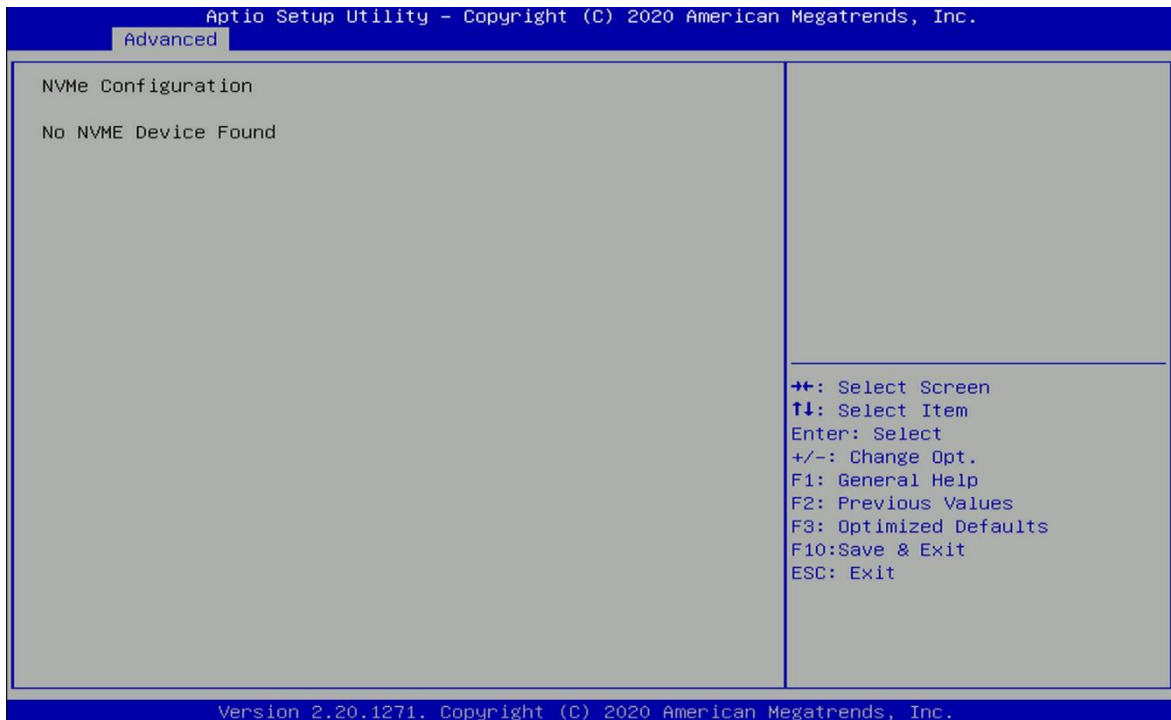 Aptio Setup Utility – Copyright (C) 2020 American Megatrends, Inc.
Advanced
NVMe Configuration
No NVME Device Found
→←: Select Screen
↑↓: Select Item
Enter: Select
+/-: Change Opt.
F1: General Help
F2: Previous Values
F3: Optimized Defaults
F10:Save & Exit
ESC: Exit
Version 2.20.1271. Copyright (C) 2020 American Megatrends, Inc.